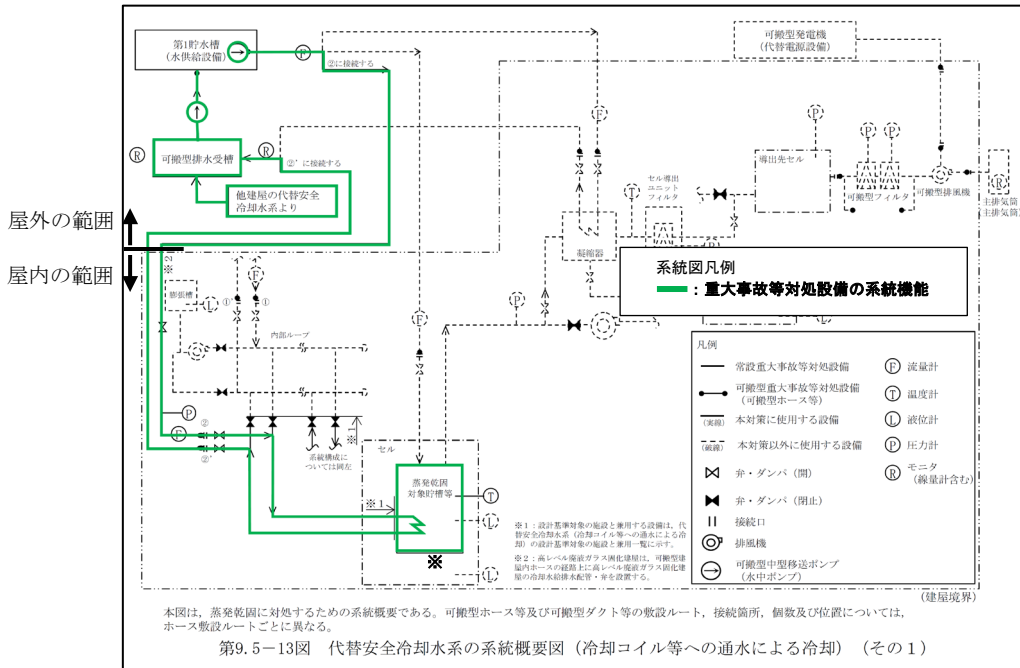 第1貯水槽
(水供給設備)
F
②に接続する
可搬型発電機
(代替電源設備)
R
可搬型排水受槽
R
②’に接続する
F
P
P
P
導出先セル
他建屋の代替安全
冷却水系より
セル導出
ユニット
フィルタ
T
可搬型フィルタ
可搬型排風機
R
主排気筒
(主排気筒)
屋外の範囲
屋内の範囲
※2
凝縮器
膨張槽
L
①’
F
①
内部ループ
F
P
系統図凡例
:重大事故等対処設備の系統機能
凡例
常設重大事故等対処設備
可搬型重大事故等対処設備
(可搬型ホース等)
(実線)
本対策に使用する設備
(破線)
本対策以外に使用する設備
弁・ダンパ(開)
弁・ダンパ(閉止)
接続口
排風機
可搬型中型移送ポンプ
(水中ポンプ)
F 流量計
T 温度計
L 液位計
P 圧力計
R モニタ
(線量計含む)
P
F
②
②’
系統構成に
ついては同左
※1
セル
蒸発乾固
対象貯槽等
※1
T
L
L
※
※1:設計基準対象の施設と兼用する設備は,代
替安全冷却水系(冷却コイル等への通水による冷
却)の設計基準対象の施設と兼用一覧に示す。
※2:高レベル廃液ガラス固化建屋は,可搬型建
屋内ホースの経路上に高レベル廃液ガラス固化建
屋の冷却水給排水配管・弁を設置する。
(建屋境界)
本図は,蒸発乾固に対処するための系統概要である。可搬型ホース等及び可搬型ダクト等の敷設ルート,接続箇所,個数及び位置については,
ホース敷設ルートごとに異なる。
第9.5-13図 代替安全冷却水系の系統概要図(冷却コイル等への通水による冷却)(その1)